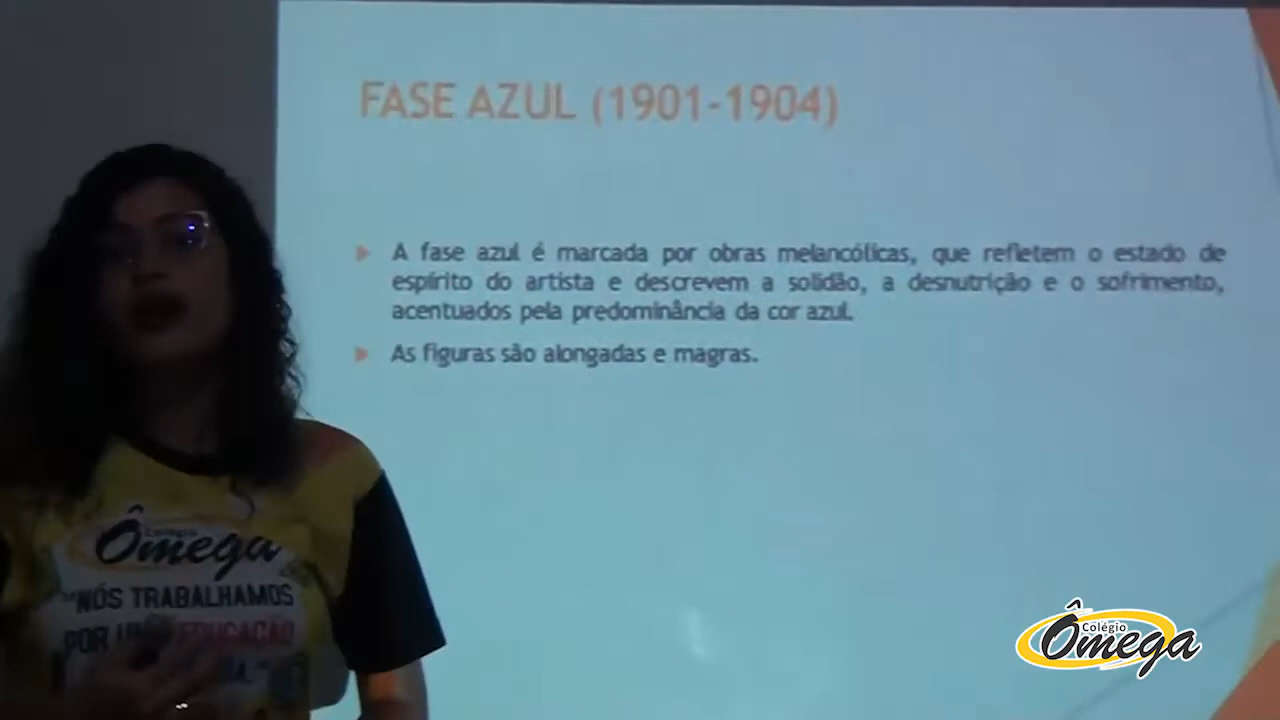 FASE AZUL (1901-1904)
A fase azul é marcada por obras melancólicas, que refletem o estado de
espírito do artista e descrevem a solidão, a desnutrição e o sofrimento,
acentuados pela predominância da cor azul.
As figuras são alongadas e magras.
Colégio
Ômega
"NÓS TRABALHAMOS
POR
EDUCAÇÃO
Colégio
Ômega